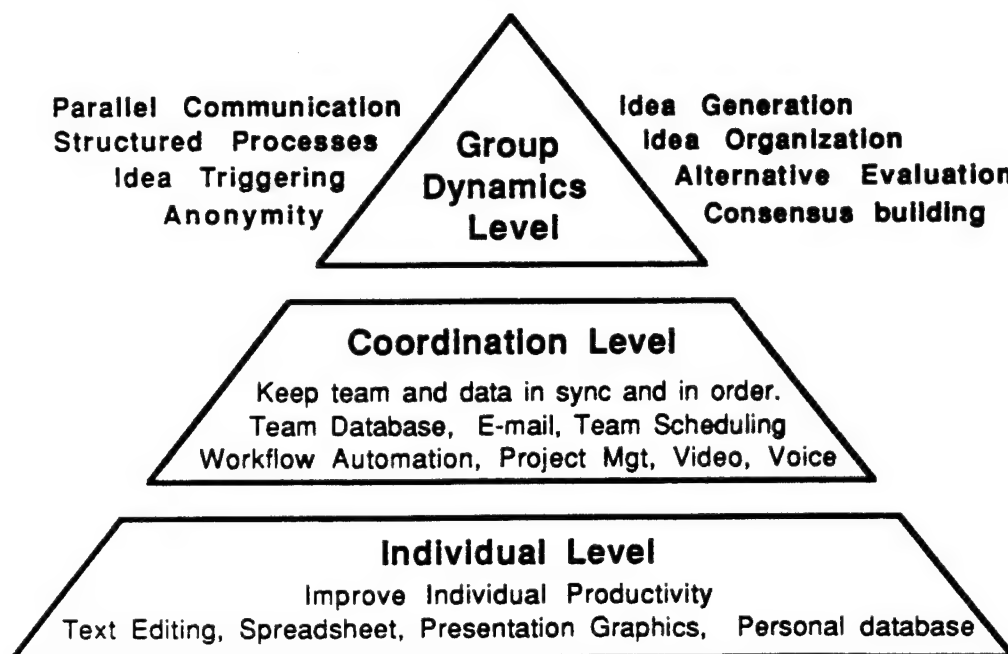 Parallel Communication
Structured Processes
Idea Triggering
Anonymity
Group
Dynamics
Level
Idea Generation
Idea Organization
Alternative Evaluation
Consensus building
Coordination Level
Keep team and data in sync and in order.
Team Database, E-mail, Team Scheduling
Workflow Automation, Project Mgt, Video, Voice
Individual Level
Improve Individual Productivity
Text Editing, Spreadsheet, Presentation Graphics, Personal database